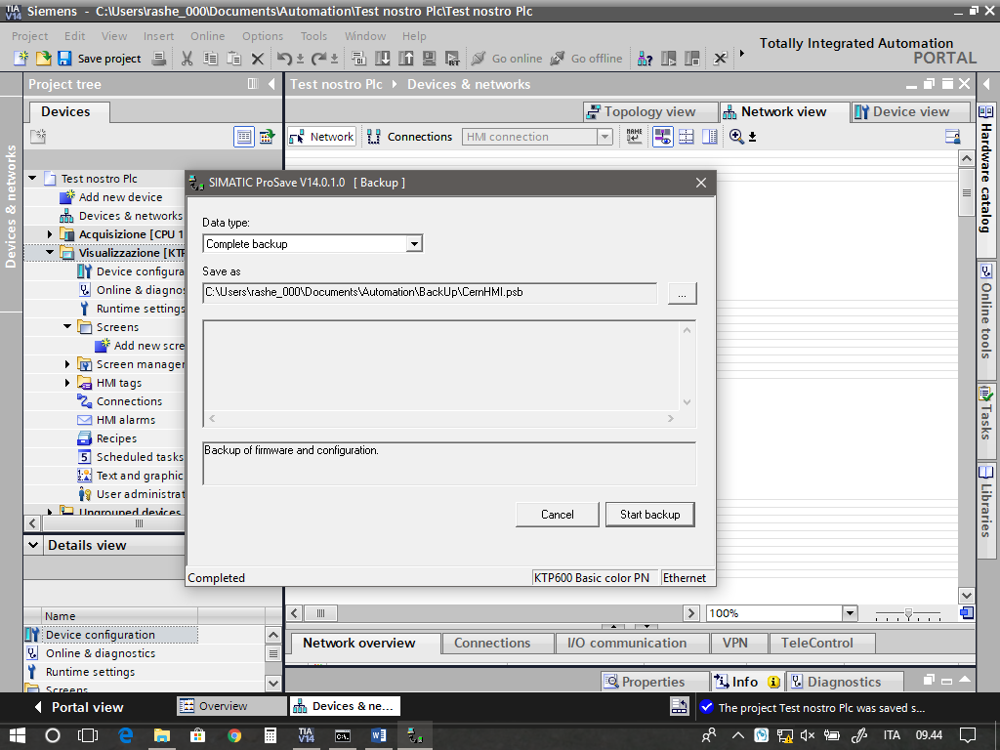 TIA V14 Siemens - C:\Users\rashe_000\Documents\Automation\Test nostro Plc\Test nostro Plc
Project Edit View Insert Online Options Tools Window Help
Totally Integrated Automation
PORTAL
Save project
Go online Go offline
Project tree
Devices
Devices & networks
Test nostro Plc
Add new device
Devices & networks
Acquisizione [CPU 1
Visualizzazione [KTP
Device configura
Online & diagnos
Runtime settings
Screens
Add new scre
Screen manager
HMI tags
Connections
HMI alarms
Recipes
Scheduled tasks
Text and graphic
User administrat
Ungrouped devices
Details view
Name
Device configuration
Online & diagnostics
Runtime settings
Screens
Test nostro Plc Devices & networks
Topology view Network view Device view
Network Connections HMI connection
SIMATIC ProSave V14.0.1.0 [ Backup ]
Data type:
Complete backup
Save as
C:\Users\rashe_000\Documents\Automation\BackUp\CernHMI.psb
...
Backup of firmware and configuration.
Cancel Start backup
Completed KTP600 Basic color PN Ethernet
100%
Network overview Connections I/O communication VPN TeleControl
Properties Info Diagnostics
Hardware catalog
Online tools
Tasks
Libraries
Portal view Overview Devices & ne... The project Test nostro Plc was saved s...
TIA V14 ITA 09.44